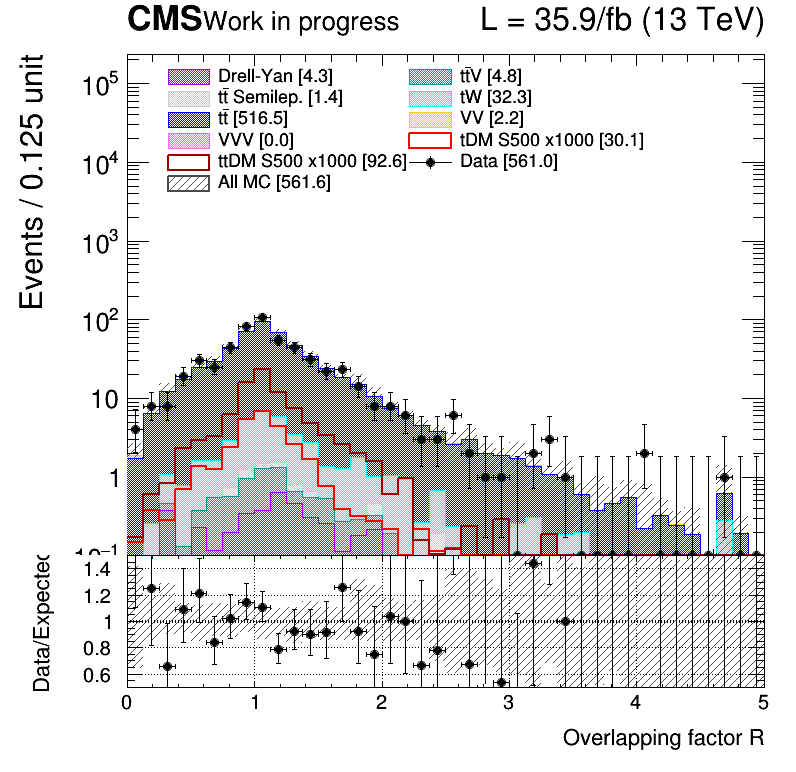 CMS Work in progress L = 35.9/fb (13 TeV)
Events / 0.125 unit
Drell-Yan [4.3] tt̄V [4.8]
tt̄ Semilep. [1.4] tW [32.3]
tt̄ [516.5] VV [2.2]
VVV [0.0] tDM S500 x1000 [30.1]
ttDM S500 x1000 [92.6] Data [561.0]
All MC [561.6]
10⁵
10⁴
10³
10²
10
1
10⁻¹
Data/Expected
1.4
1.2
1
0.8
0.6
0 1 2 3 4 5
Overlapping factor R